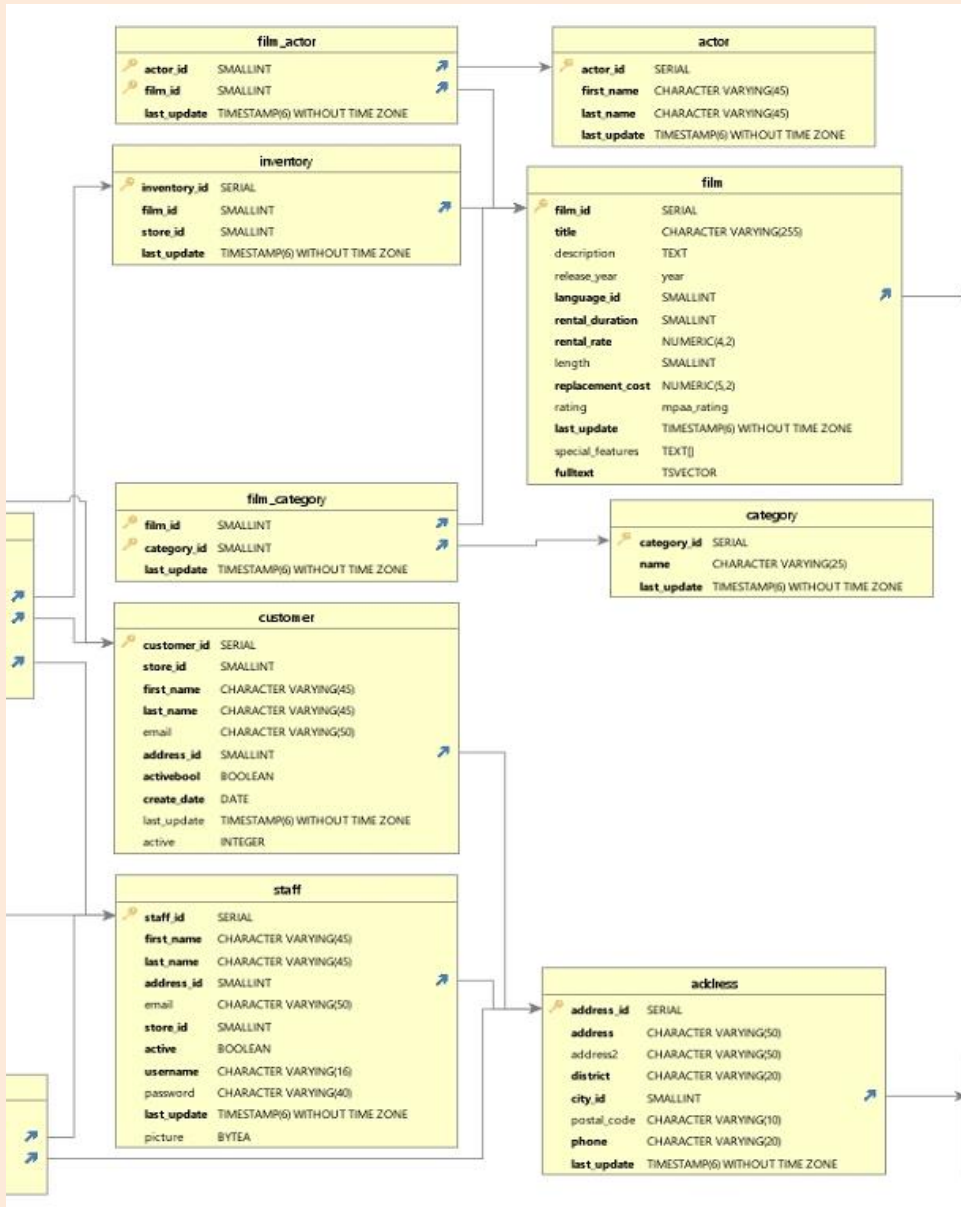 film_actor
actor_id SMALLINT
film_id SMALLINT
last_update TIMESTAMP(6) WITHOUT TIME ZONE
actor
actor_id SERIAL
first_name CHARACTER VARYING(45)
last_name CHARACTER VARYING(45)
last_update TIMESTAMP(6) WITHOUT TIME ZONE
inventory
inventory_id SERIAL
film_id SMALLINT
store_id SMALLINT
last_update TIMESTAMP(6) WITHOUT TIME ZONE
film
film_id SERIAL
title CHARACTER VARYING(255)
description TEXT
release_year year
language_id SMALLINT
rental_duration SMALLINT
rental_rate NUMERIC(4,2)
length SMALLINT
replacement_cost NUMERIC(5,2)
rating mpaa_rating
last_update TIMESTAMP(6) WITHOUT TIME ZONE
special_features TEXT[]
fulltext TSVECTOR
film_category
film_id SMALLINT
category_id SMALLINT
last_update TIMESTAMP(6) WITHOUT TIME ZONE
category
category_id SERIAL
name CHARACTER VARYING(25)
last_update TIMESTAMP(6) WITHOUT TIME ZONE
customer
customer_id SERIAL
store_id SMALLINT
first_name CHARACTER VARYING(45)
last_name CHARACTER VARYING(45)
email CHARACTER VARYING(50)
address_id SMALLINT
activebool BOOLEAN
create_date DATE
last_update TIMESTAMP(6) WITHOUT TIME ZONE
active INTEGER
staff
staff_id SERIAL
first_name CHARACTER VARYING(45)
last_name CHARACTER VARYING(45)
address_id SMALLINT
email CHARACTER VARYING(50)
store_id SMALLINT
active BOOLEAN
username CHARACTER VARYING(16)
password CHARACTER VARYING(40)
last_update TIMESTAMP(6) WITHOUT TIME ZONE
picture BYTEA
address
address_id SERIAL
address CHARACTER VARYING(50)
address2 CHARACTER VARYING(50)
district CHARACTER VARYING(20)
city_id SMALLINT
postal_code CHARACTER VARYING(10)
phone CHARACTER VARYING(20)
last_update TIMESTAMP(6) WITHOUT TIME ZONE